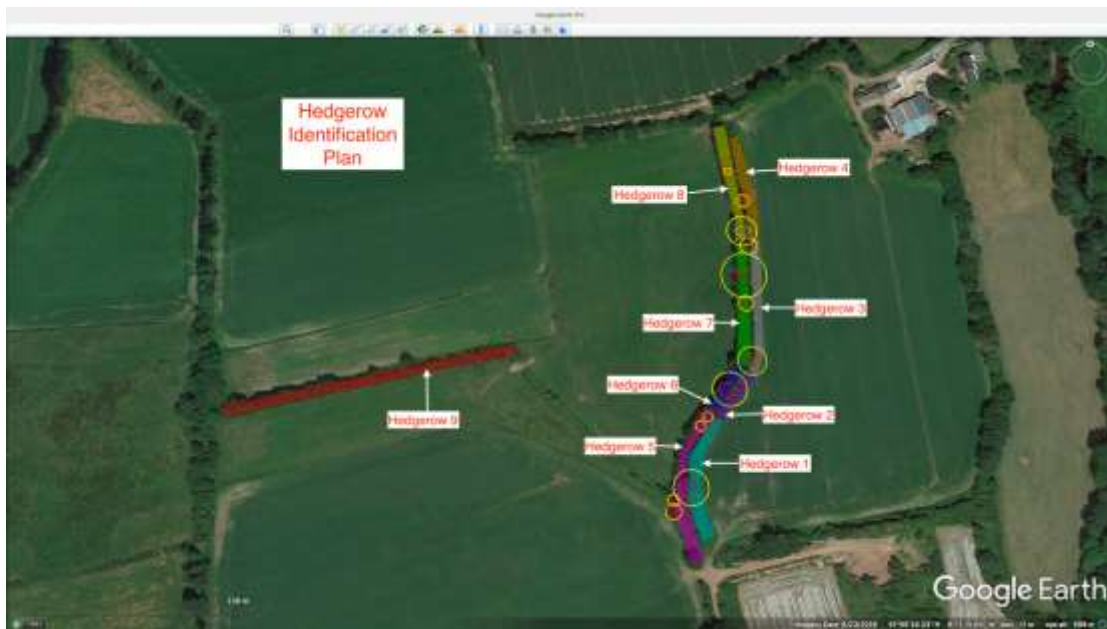 Hedgerow
Identification
Plan
Hedgerow 4
Hedgerow 8
Hedgerow 3
Hedgerow 7
Hedgerow 6
Hedgerow 2
Hedgerow 9
Hedgerow 5
Hedgerow 1
Google Earth